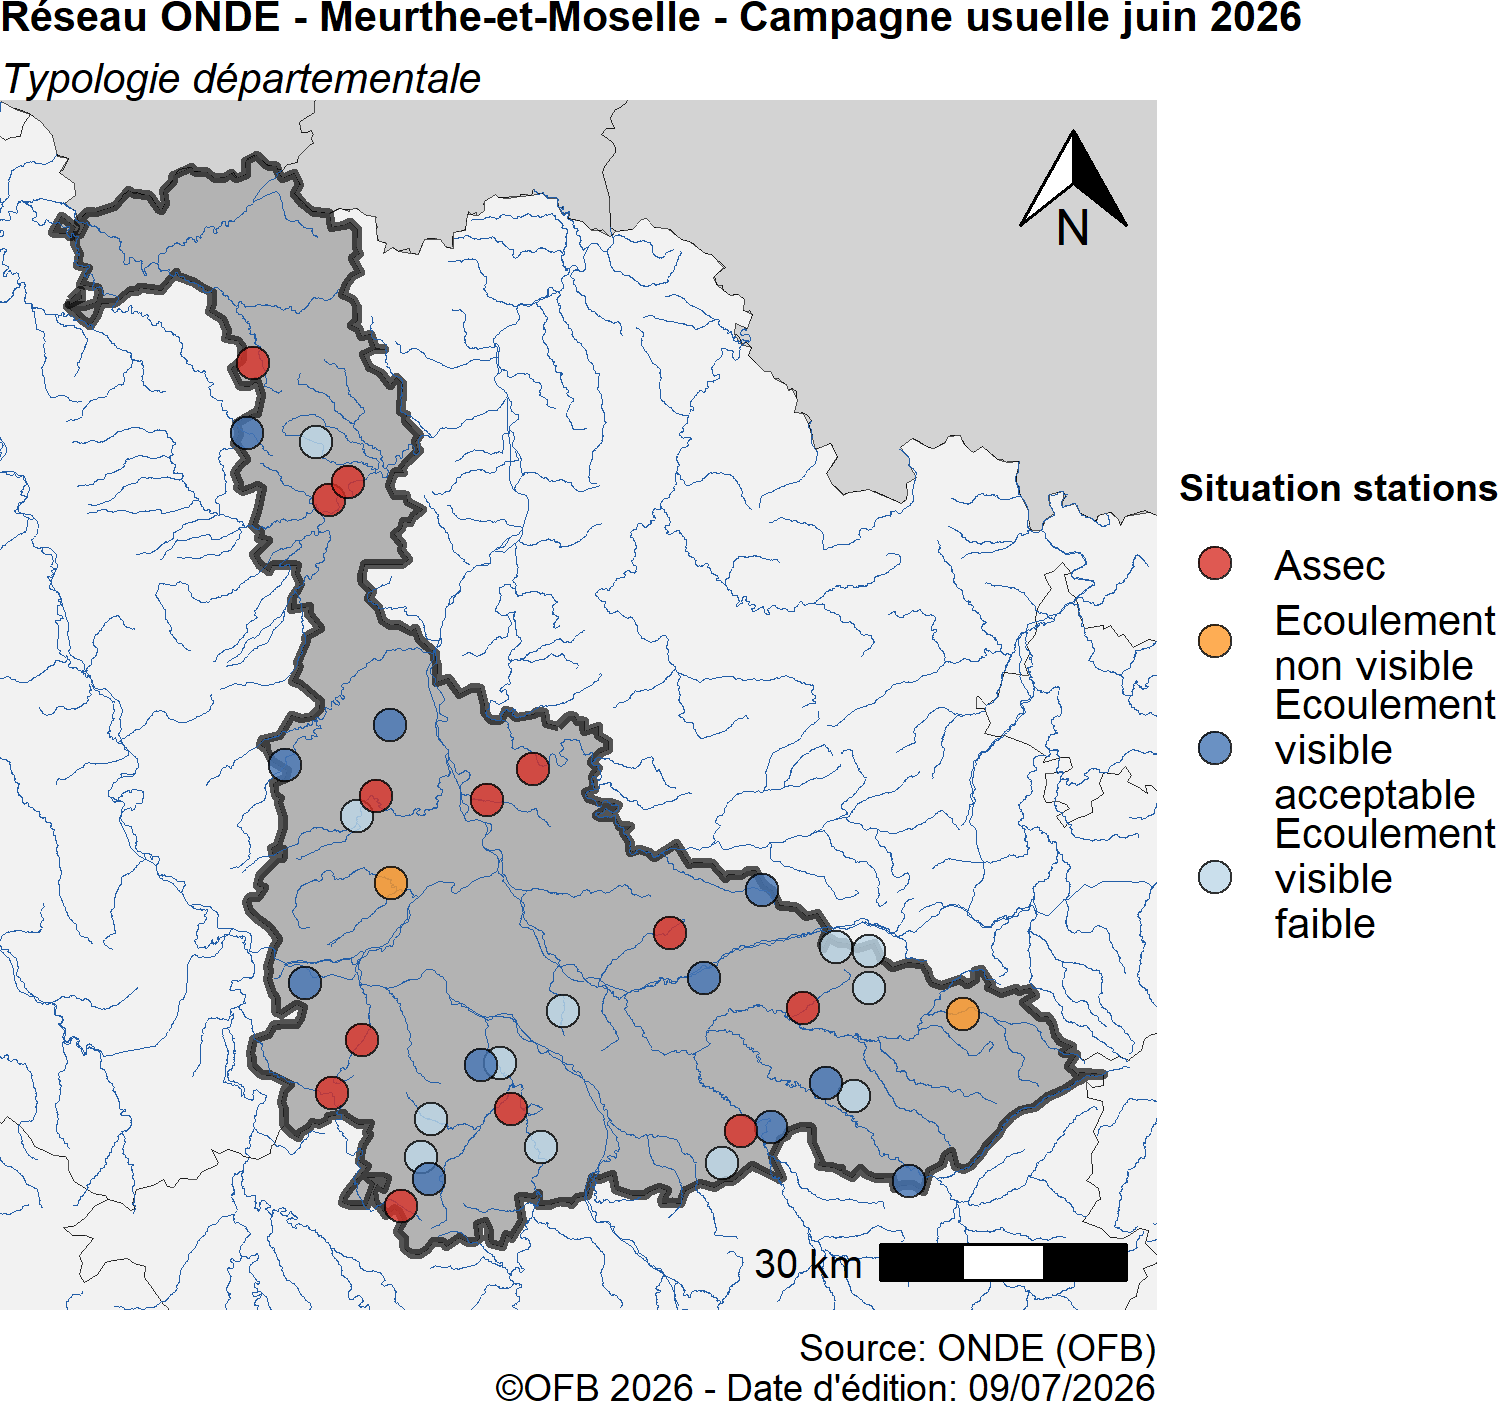 Réseau ONDE - Meurthe-et-Moselle - Campagne usuelle juin 2026
Typologie départementale
N
Situation stations
Assec
Ecoulement
non visible
Ecoulement
visible
acceptable
Ecoulement
visible
faible
30 km
Source: ONDE (OFB)
©OFB 2026 - Date d'édition: 09/07/2026